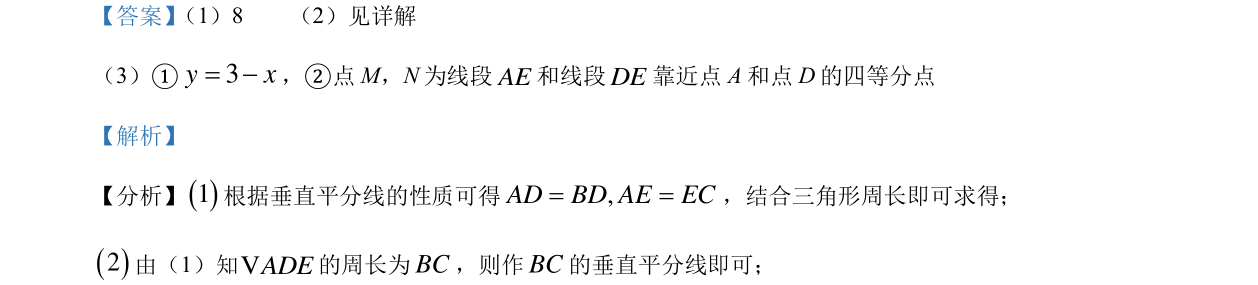 【答案】（1）8 （2）见详解
（3）① y = 3 − x，②点 M，N 为线段 AE 和线段 DE 靠近点 A 和点 D 的四等分点
【解析】
【分析】(1)根据垂直平分线的性质可得 AD = BD, AE = EC，结合三角形周长即可求得；
(2)由（1）知VADE 的周长为 BC，则作 BC 的垂直平分线即可；